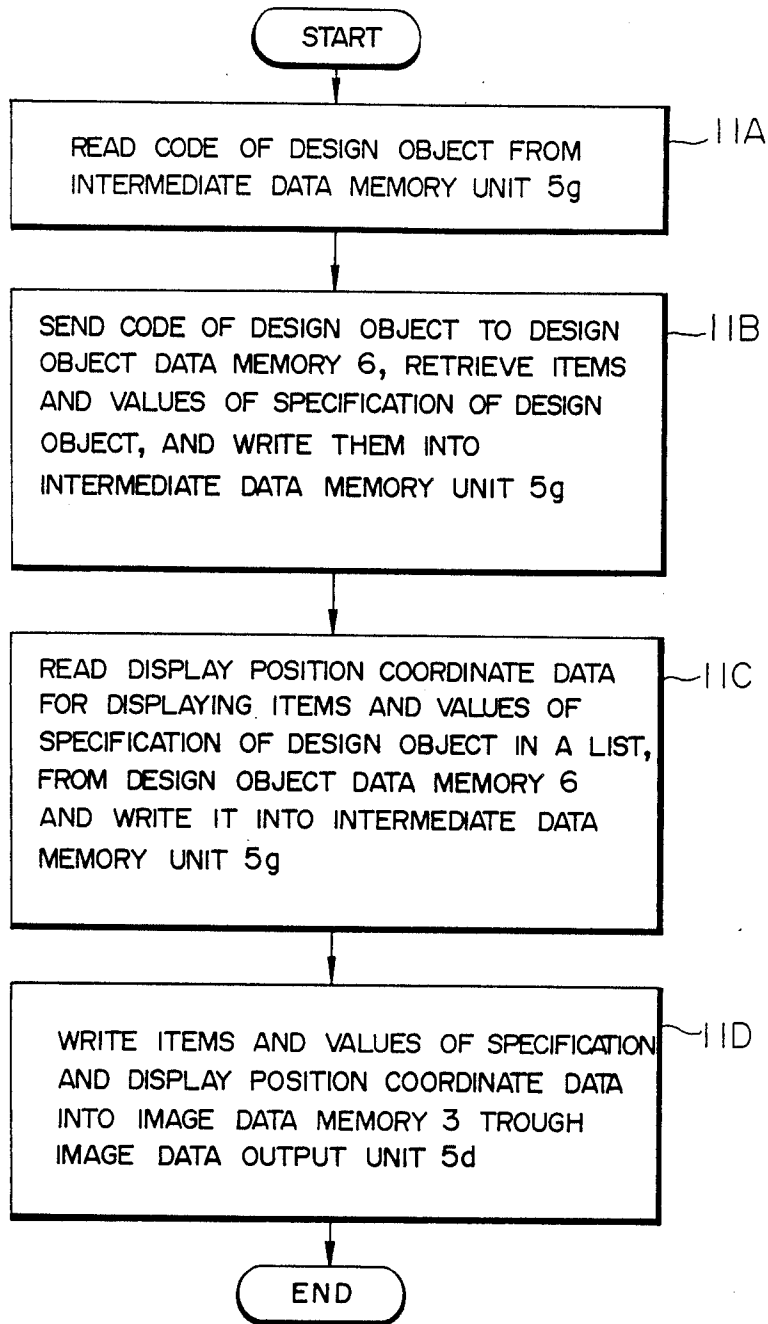 START
READ CODE OF DESIGN OBJECT FROM
INTERMEDIATE DATA MEMORY UNIT 5g
11A
SEND CODE OF DESIGN OBJECT TO DESIGN
OBJECT DATA MEMORY 6, RETRIEVE ITEMS
AND VALUES OF SPECIFICATION OF DESIGN
OBJECT, AND WRITE THEM INTO
INTERMEDIATE DATA MEMORY UNIT 5g
11B
READ DISPLAY POSITION COORDINATE DATA
FOR DISPLAYING ITEMS AND VALUES OF
SPECIFICATION OF DESIGN OBJECT IN A LIST,
FROM DESIGN OBJECT DATA MEMORY 6
AND WRITE IT INTO INTERMEDIATE DATA
MEMORY UNIT 5g
11C
WRITE ITEMS AND VALUES OF SPECIFICATION
AND DISPLAY POSITION COORDINATE DATA
INTO IMAGE DATA MEMORY 3 TROUGH
IMAGE DATA OUTPUT UNIT 5d
11D
END